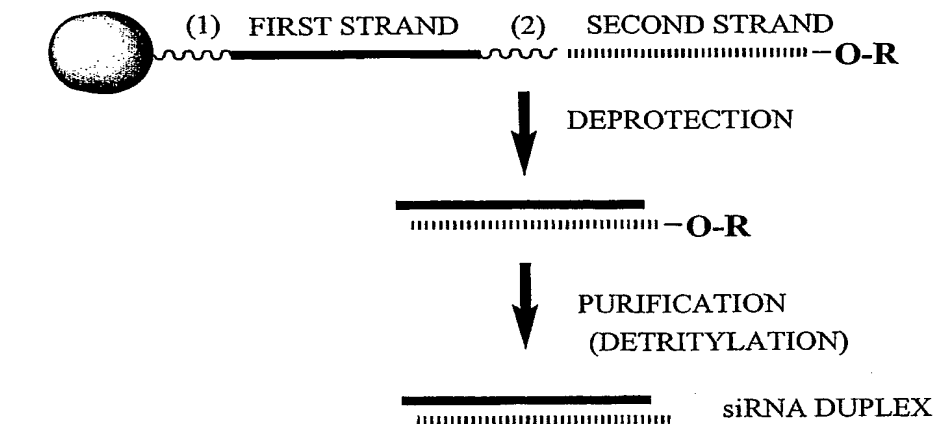 (1) FIRST STRAND (2) SECOND STRAND
-O-R
DEPROTECTION
-O-R
PURIFICATION
(DETRITYLATION)
siRNA DUPLEX